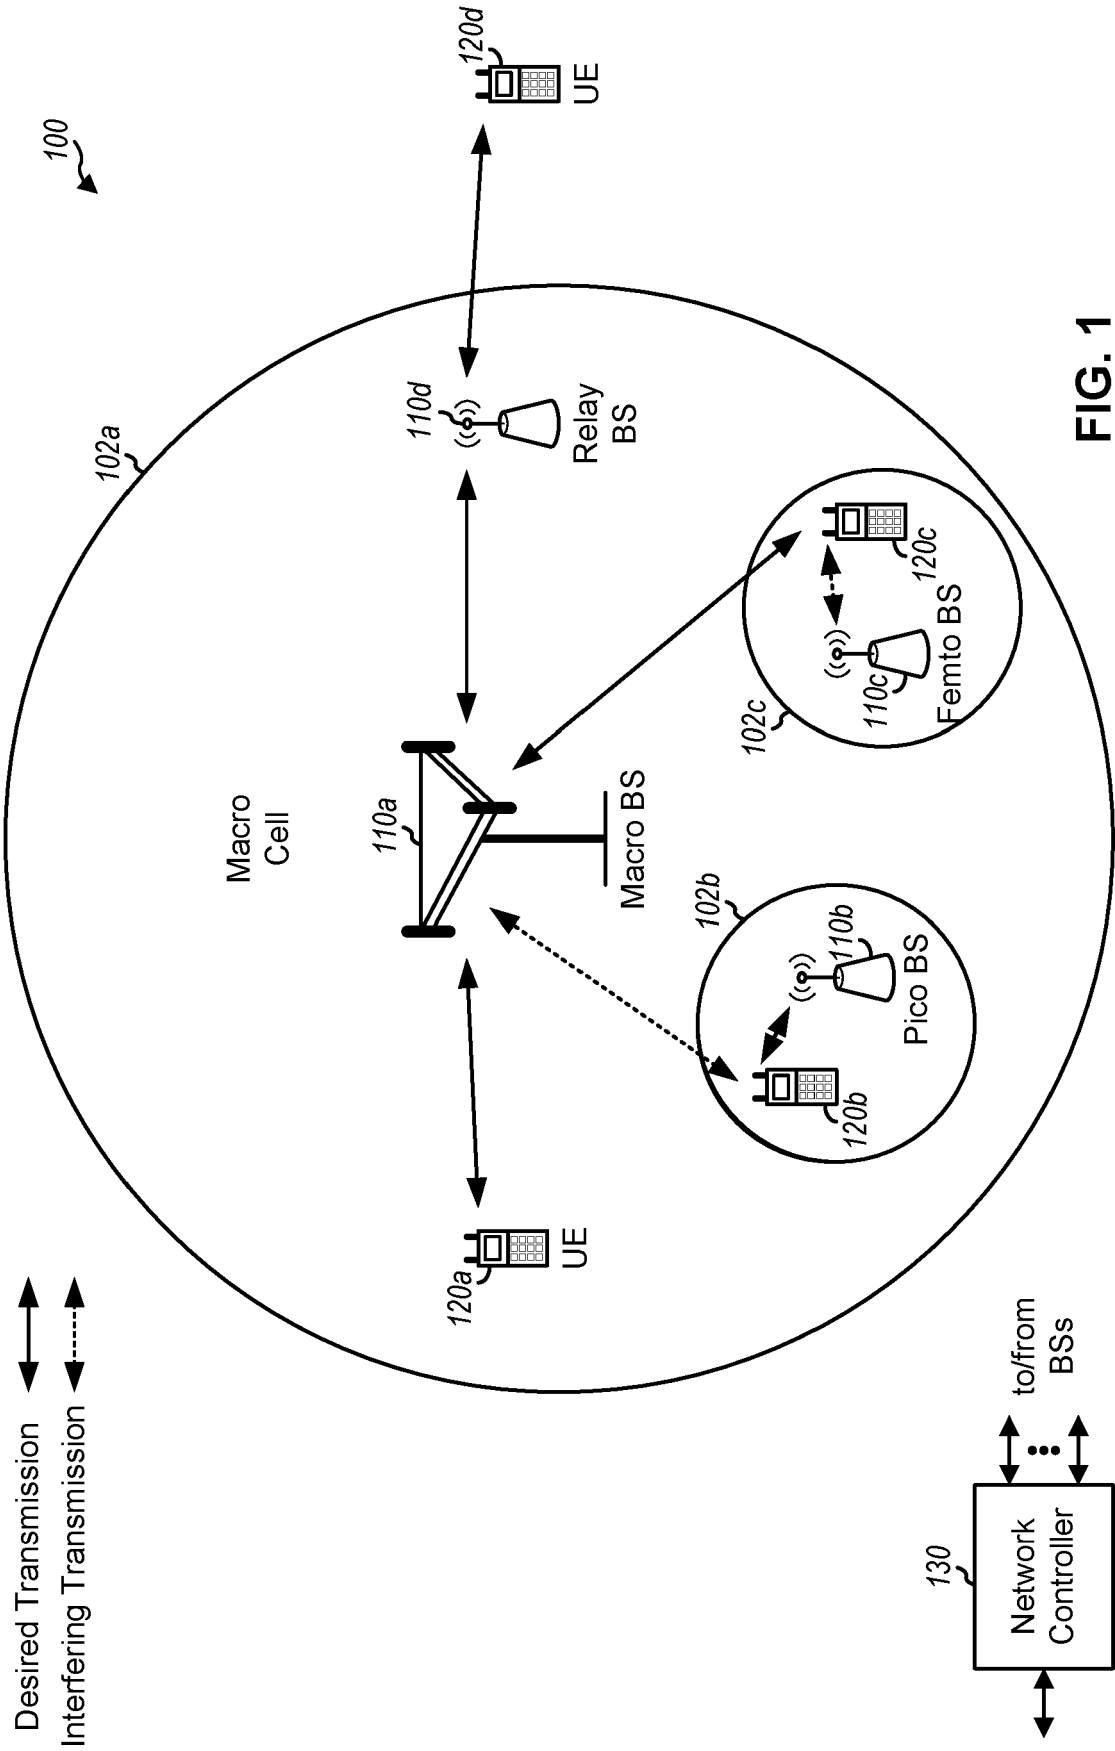 Desired Transmission
Interfering Transmission
100
102a
Macro
Cell
110a
110d
120d
120a
UE
UE
Relay
BS
Macro BS
102b
102c
110b
Pico BS
120b
110c
Femto BS
120c
130
Network
Controller
to/from
BSs
FIG. 1